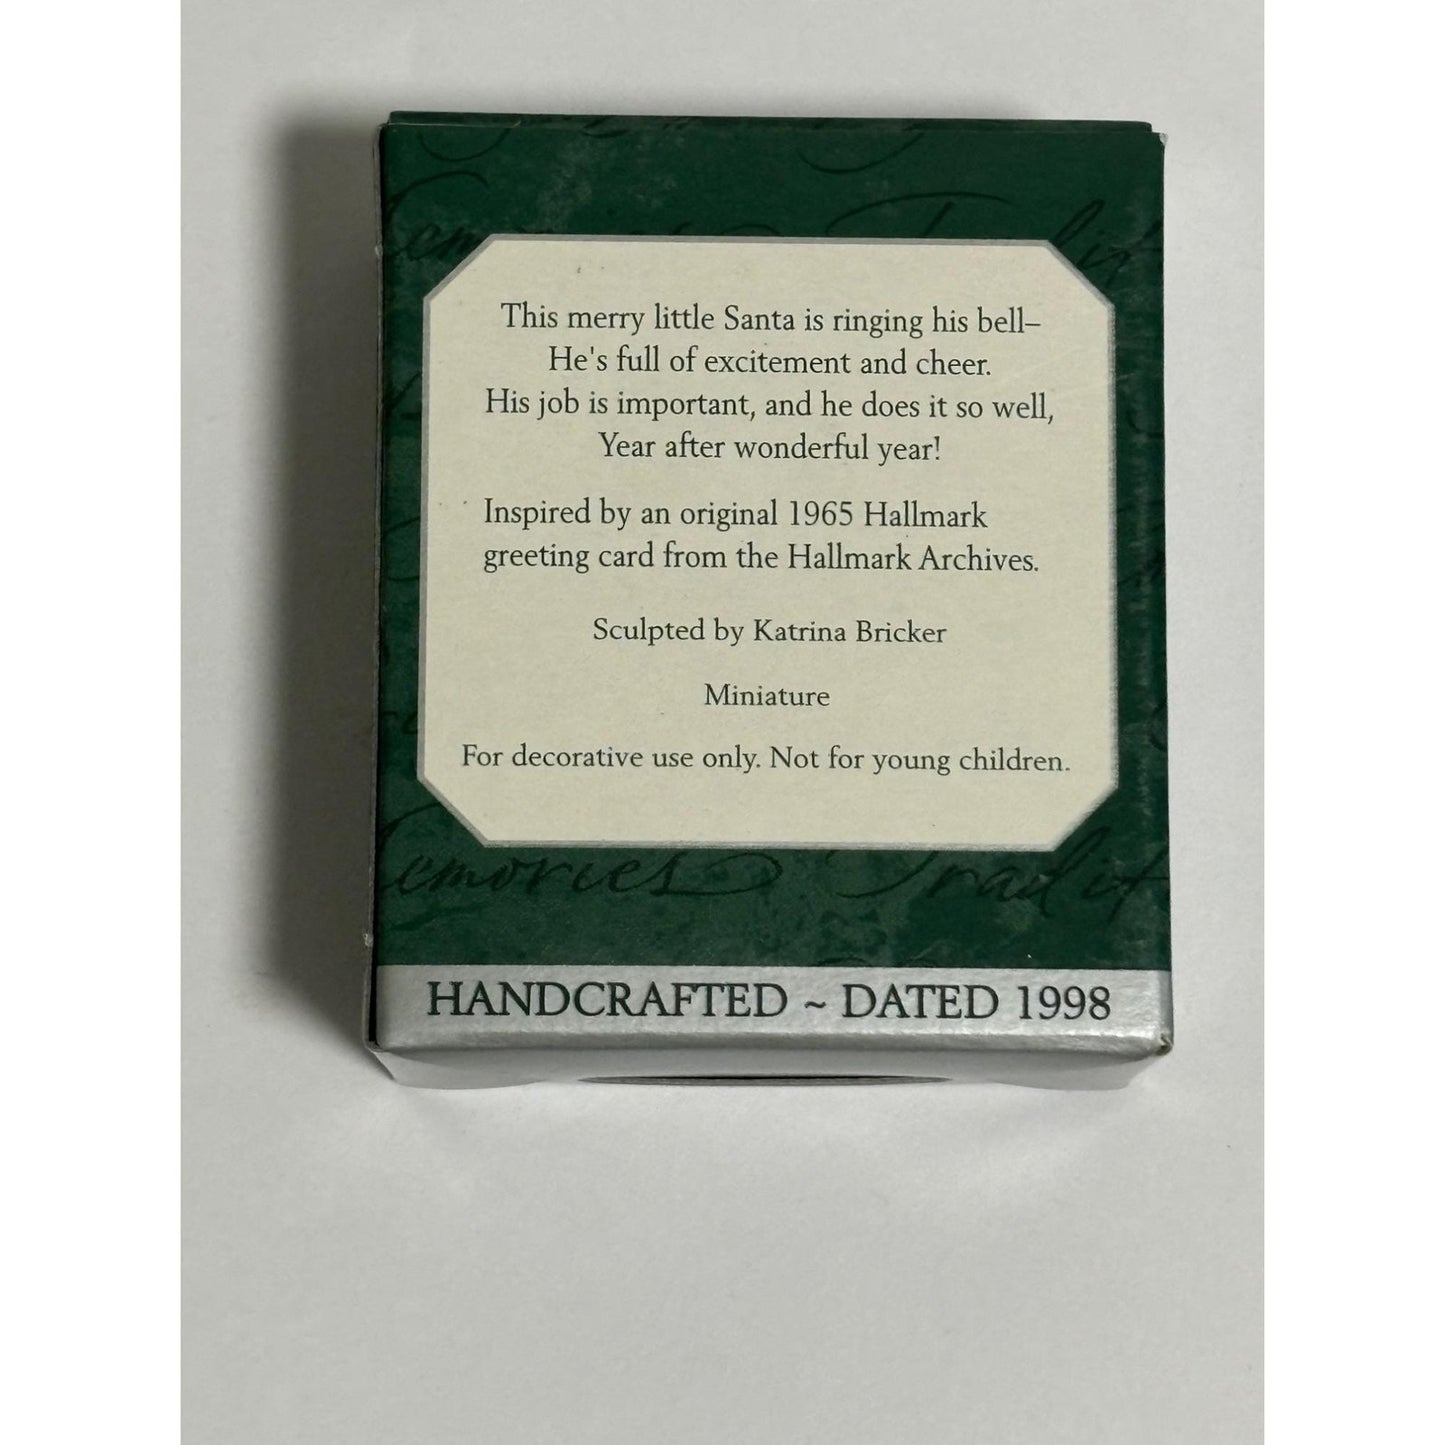 This merry little Santa is ringing his bell–
He's full of excitement and cheer.
His job is important, and he does it so well,
Year after wonderful year!
Inspired by an original 1965 Hallmark
greeting card from the Hallmark Archives.
Sculpted by Katrina Bricker
Miniature
For decorative use only. Not for young children.
emories Tradit
HANDCRAFTED ~ DATED 1998